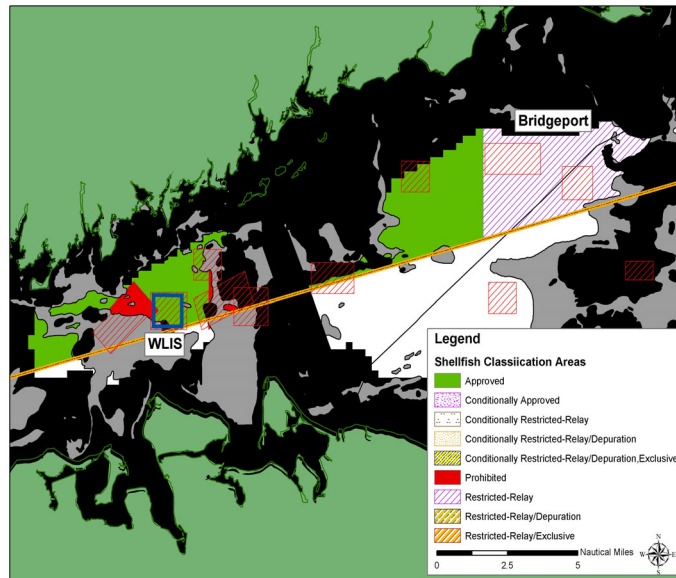 Bridgeport
WLIS
Legend
Shellfish Classiication Areas
Approved
Conditionally Approved
Conditionally Restricted-Relay
Conditionally Restricted-Relay/Depuration
Conditionally Restricted-Relay/Depuration,Exclusive
Prohibited
Restricted-Relay
Restricted-Relay/Depuration
Restricted-Relay/Exclusive
Nautical Miles
0 2.5 5
N
W E
S